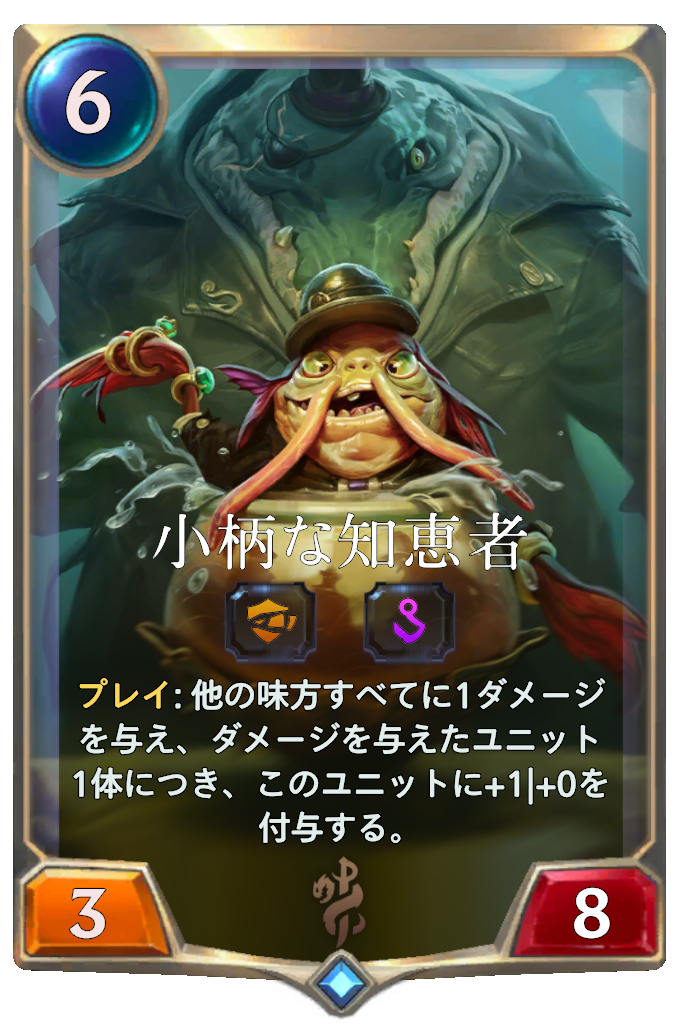 6
小柄な知恵者
プレイ: 他の味方すべてに1ダメージ
を与え、ダメージを与えたユニット
1体につき、このユニットに+1|+0を
付与する。
3
8